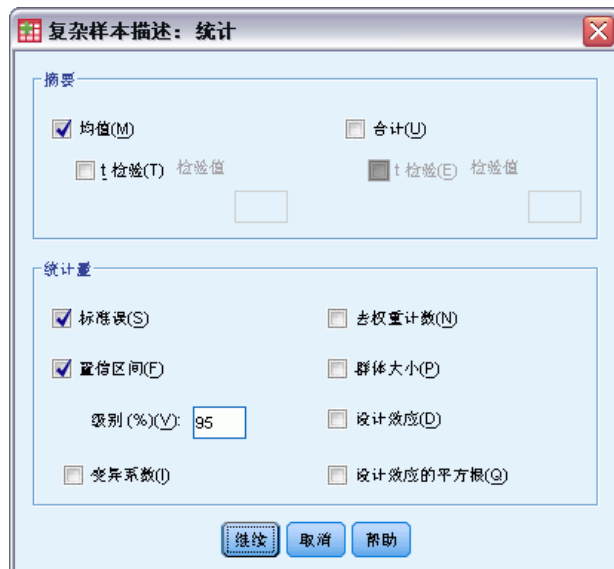 复杂样本描述: 统计
摘要
均值(M)
合计(U)
t 检验(T) 检验值
t 检验(E) 检验值
统计量
标准误(S)
去权重计数(N)
置信区间(F)
群体大小(P)
级别(%)(V): 95
设计效应(D)
变异系数(I)
设计效应的平方根(Q)
继续
取消
帮助